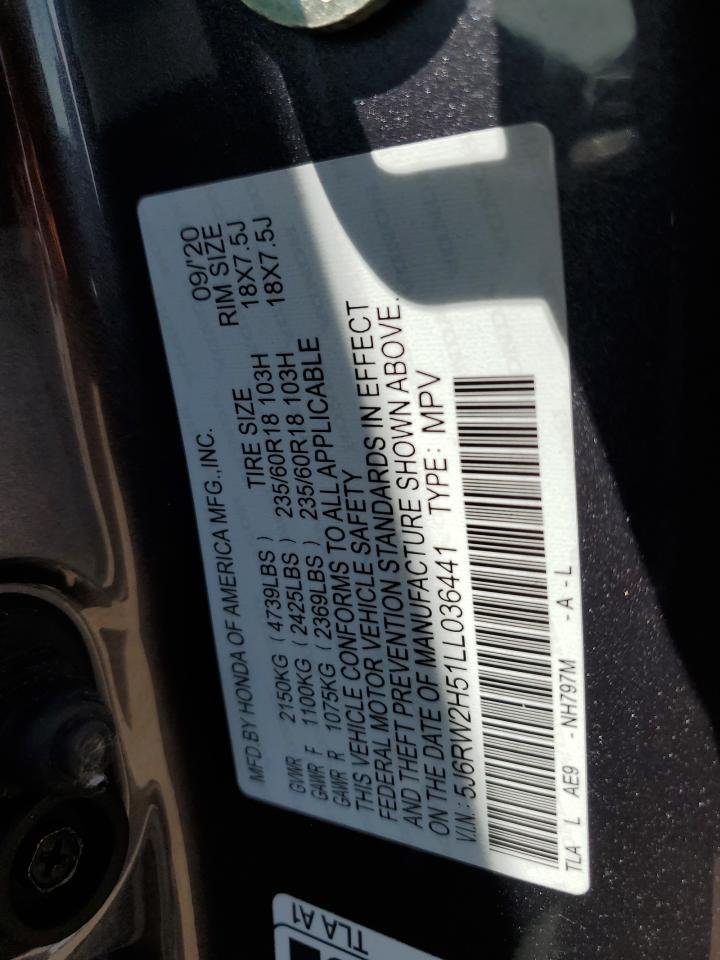 MFD.BY HONDA OF AMERICA MFG.,INC. 09/'20
GVWR 2150KG ( 4739LBS ) TIRE SIZE RIM SIZE
GAWR F 1100KG ( 2425LBS ) 235/60R18 103H 18X7.5J
GAWR R 1075KG ( 2369LBS ) 235/60R18 103H 18X7.5J
THIS VEHICLE CONFORMS TO ALL APPLICABLE
FEDERAL MOTOR VEHICLE SAFETY
AND THEFT PREVENTION STANDARDS IN EFFECT
ON THE DATE OF MANUFACTURE SHOWN ABOVE.
V.I.N.: 5J6RW2H51LL036441 TYPE: MPV
TLA L AE9 -NH797M -A-L
TLA A1